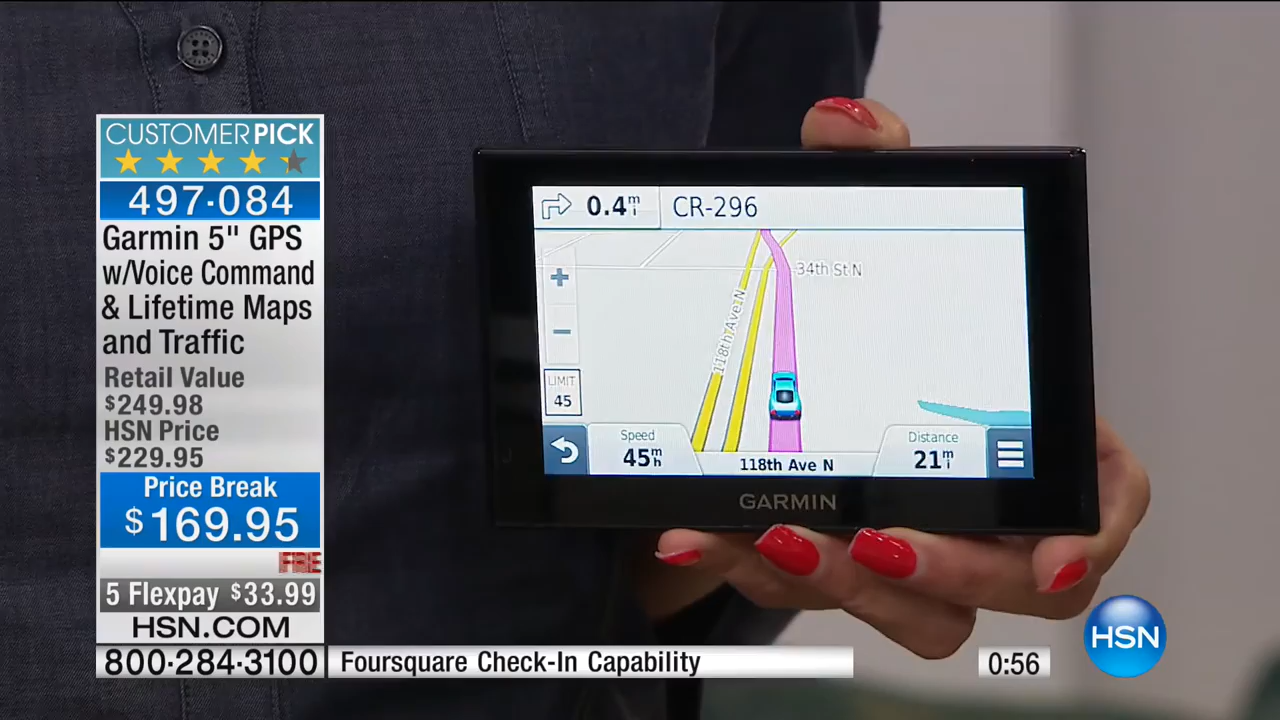 CUSTOMER PICK
497-084
Garmin 5" GPS
w/Voice Command
& Lifetime Maps
and Traffic
Retail Value
$249.98
HSN Price
$229.95
Price Break
$169.95
FRE
5 Flexpay $33.99
HSN.COM
800-284-3100
Foursquare Check-In Capability
0:56
HSN
0.4 mi
CR-296
34th St N
118th Ave N
LIMIT
45
Speed
45 mh
118th Ave N
Distance
21 mi
GARMIN